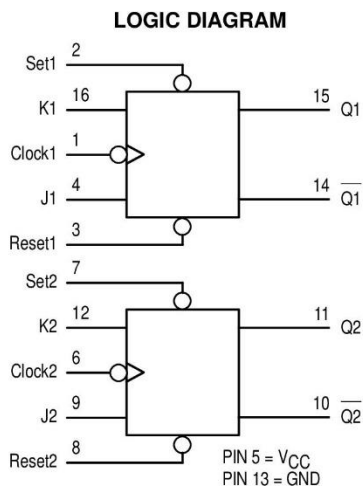 LOGIC DIAGRAM
Set1 2
K1 16 15 Q1
Clock1 1
J1 4 14 Q1
Reset1 3
Set2 7
K2 12 11 Q2
Clock2 6
J2 9 10 Q2
Reset2 8
PIN 5 = VCC
PIN 13 = GND